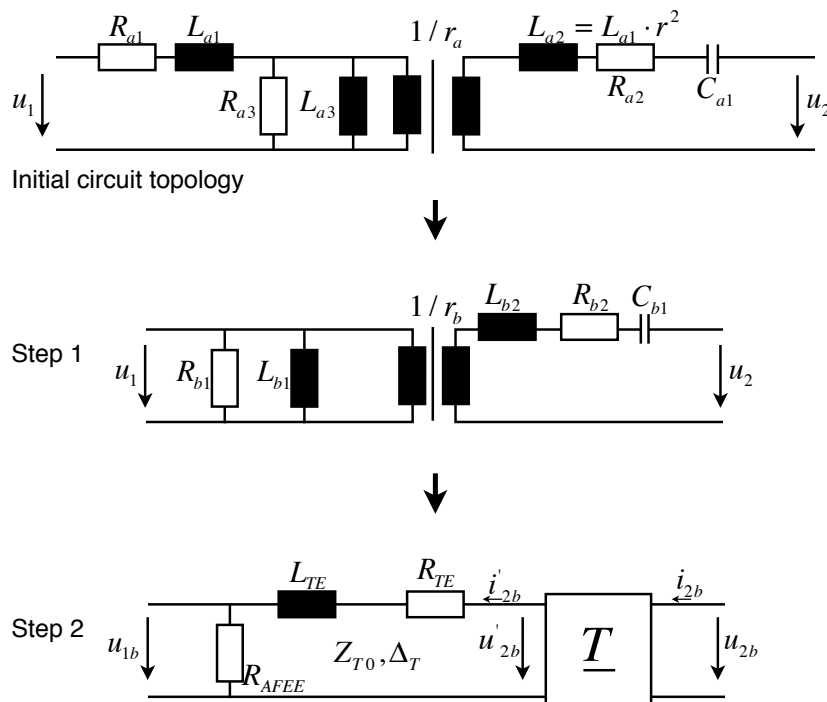 R_{a1} L_{a1} 1 / r_a L_{a2} = L_{a1} · r^2
u_1 R_{a3} L_{a3} R_{a2} C_{a1} u_2
Initial circuit topology
1 / r_b L_{b2} R_{b2} C_{b1}
Step 1
u_1 R_{b1} L_{b1} u_2
L_{TE} R_{TE} i'_{2b} i_{2b}
Step 2
u_{1b} R_{AFEE} Z_{T0}, Δ_T u'_{2b} T u_{2b}